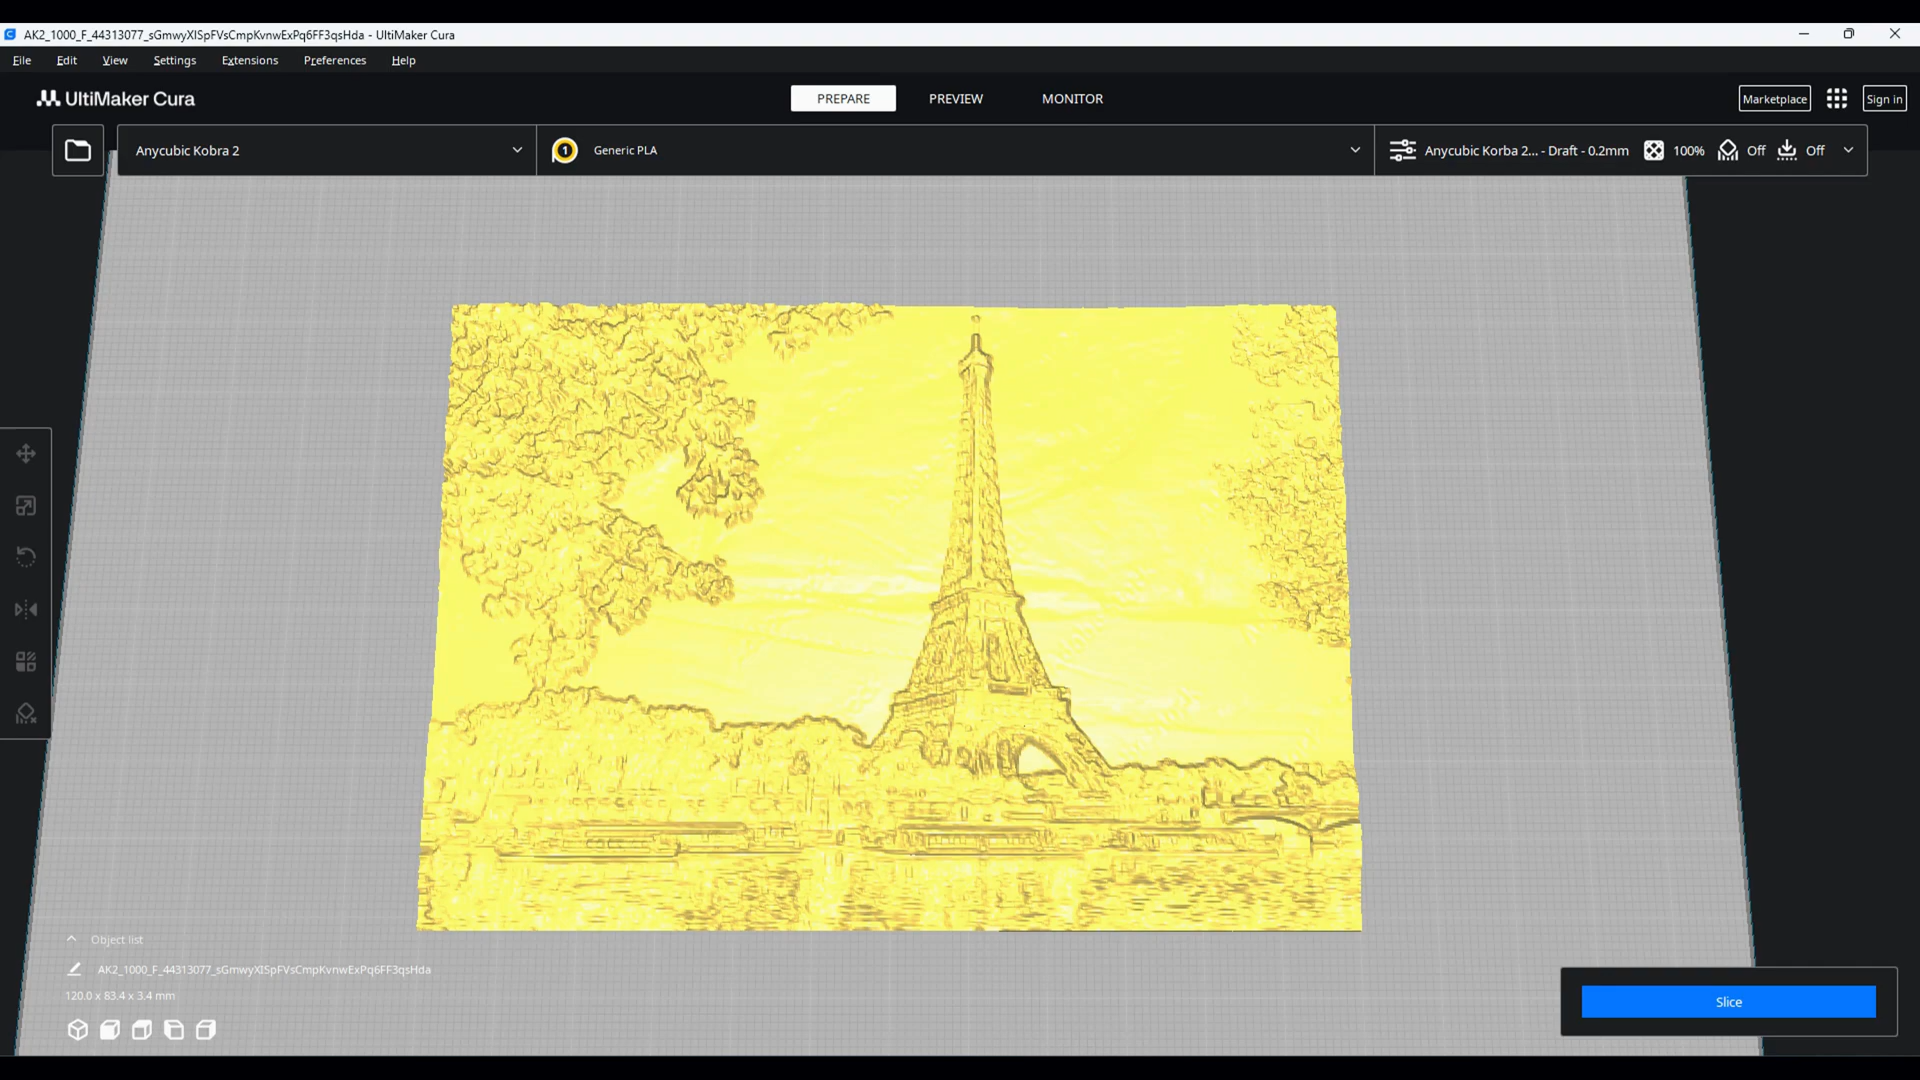 AK2_1000_F_44313077_sGmwyXISpFVsCmpKvnwExPq6FF3qsHda - UltiMaker Cura
File Edit View Settings Extensions Preferences Help
UltiMaker Cura
PREPARE PREVIEW MONITOR
Marketplace
Sign in
Anycubic Kobra 2
1 Generic PLA
Anycubic Korba 2... - Draft - 0.2mm 100% Off Off
Object list
AK2_1000_F_44313077_sGmwyXISpFVsCmpKvnwExPq6FF3qsHda
120.0 x 83.4 x 3.4 mm
Slice